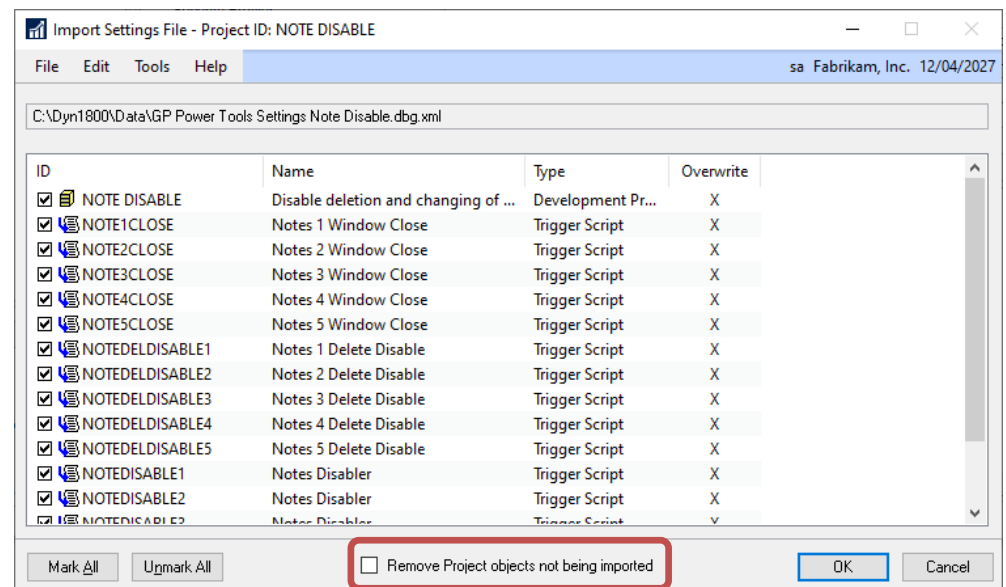 Import Settings File - Project ID: NOTE DISABLE
File Edit Tools Help sa Fabrikam, Inc. 12/04/2027
C:\Dyn1800\Data\GP Power Tools Settings Note Disable.dbg.xml
ID Name Type Overwrite
NOTE DISABLE Disable deletion and changing of ... Development Pr... X
NOTE1CLOSE Notes 1 Window Close Trigger Script X
NOTE2CLOSE Notes 2 Window Close Trigger Script X
NOTE3CLOSE Notes 3 Window Close Trigger Script X
NOTE4CLOSE Notes 4 Window Close Trigger Script X
NOTE5CLOSE Notes 5 Window Close Trigger Script X
NOTEDELDISABLE1 Notes 1 Delete Disable Trigger Script X
NOTEDELDISABLE2 Notes 2 Delete Disable Trigger Script X
NOTEDELDISABLE3 Notes 3 Delete Disable Trigger Script X
NOTEDELDISABLE4 Notes 4 Delete Disable Trigger Script X
NOTEDELDISABLE5 Notes 5 Delete Disable Trigger Script X
NOTEDISABLE1 Notes Disabler Trigger Script X
NOTEDISABLE2 Notes Disabler Trigger Script X
NOTEDISABLE3 Notes Disabler Trigger Script X
Mark All Unmark All Remove Project objects not being imported OK Cancel